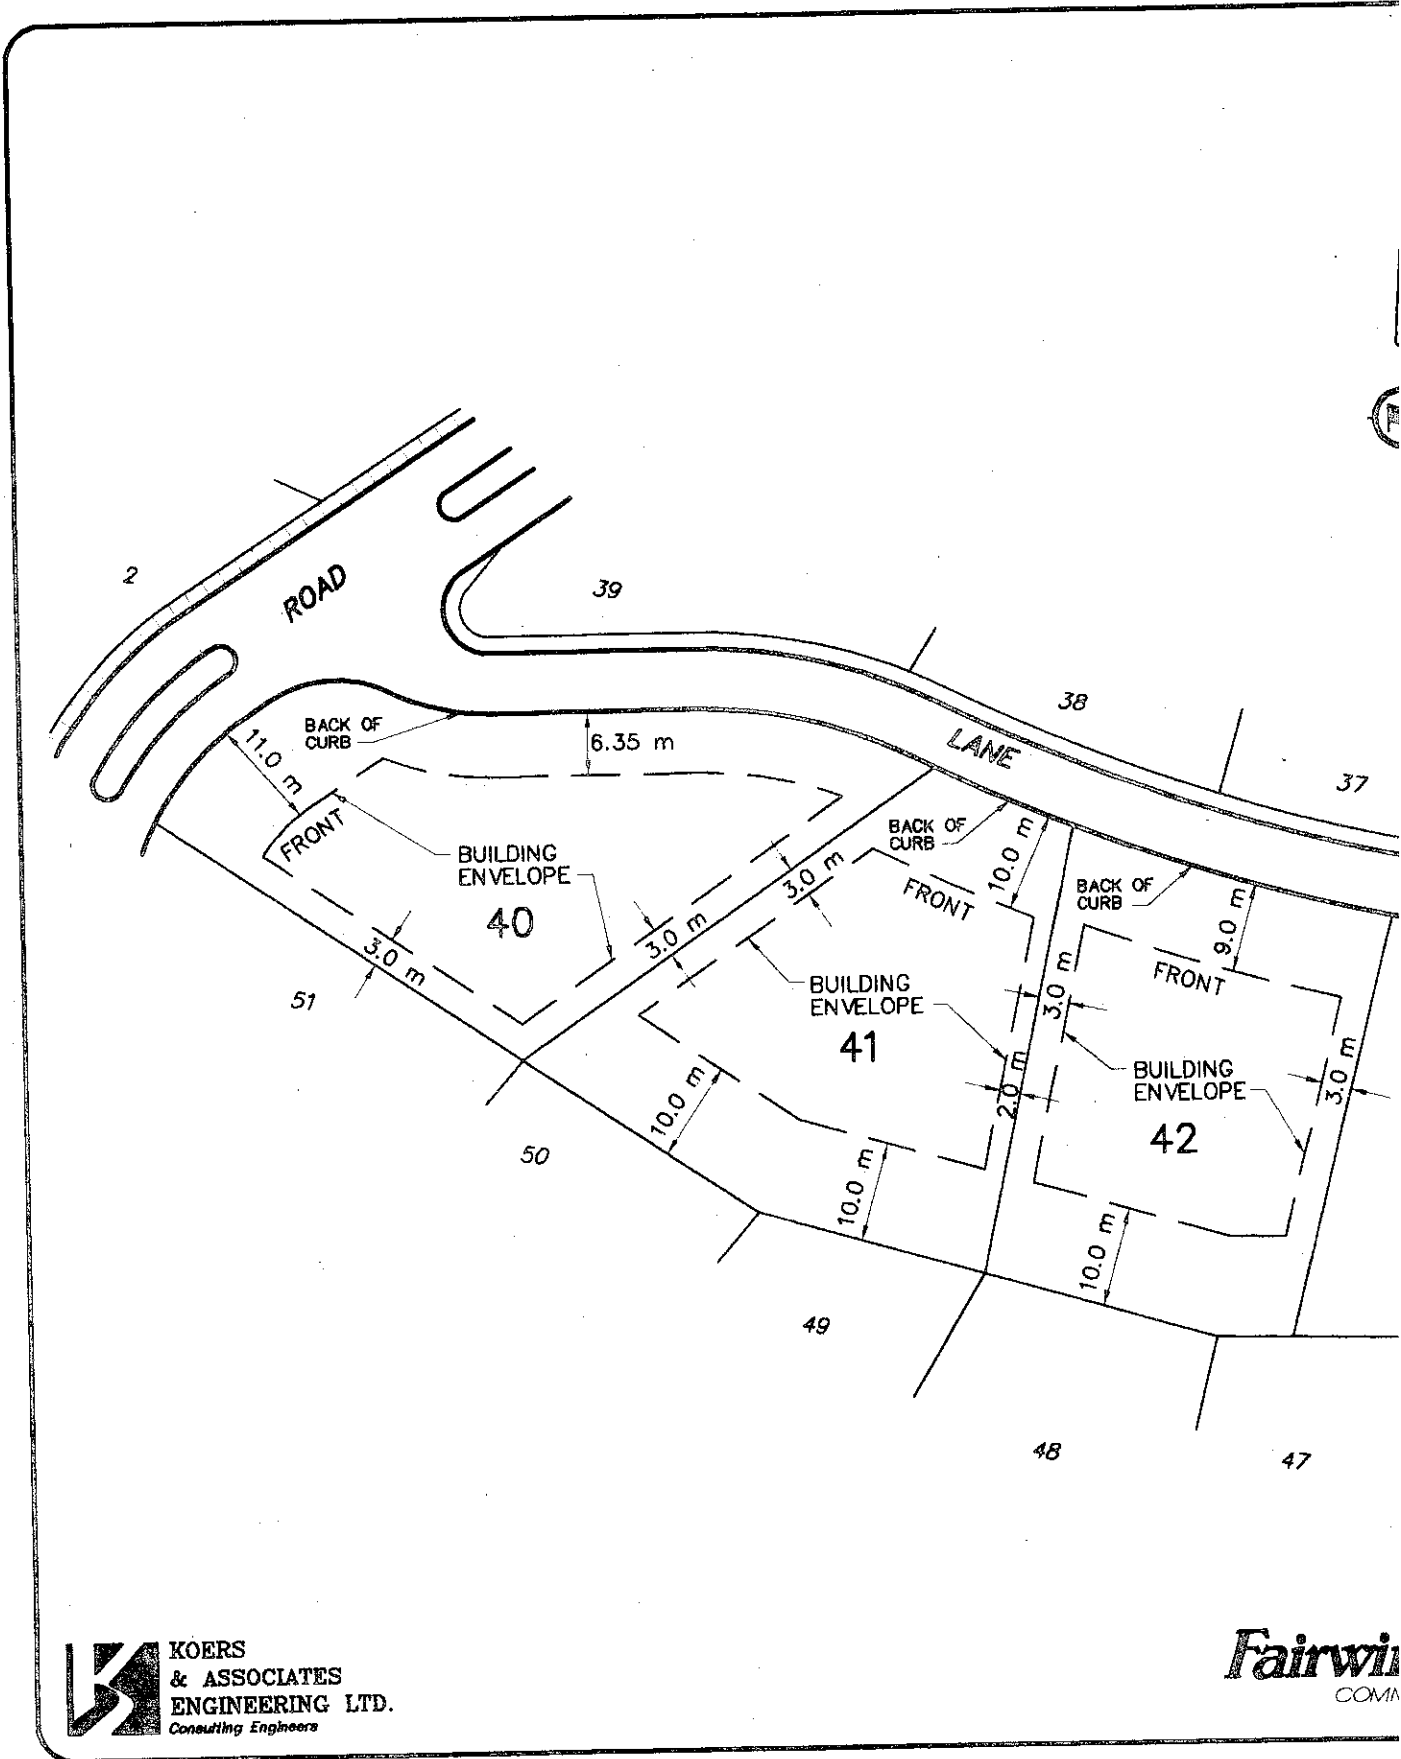 2
ROAD
39
38
37
LANE
BACK OF
CURB
11.0 m
6.35 m
FRONT
BUILDING
ENVELOPE
40
3.0 m
3.0 m
3.0 m
51
BACK OF
CURB
10.0 m
FRONT
BUILDING
ENVELOPE
41
10.0 m
10.0 m
2.0 m
3.0 m
BACK OF
CURB
9.0 m
FRONT
BUILDING
ENVELOPE
42
3.0 m
10.0 m
50
49
48
47
KOERS
& ASSOCIATES
ENGINEERING LTD.
Consulting Engineers
Fairwi
COMM